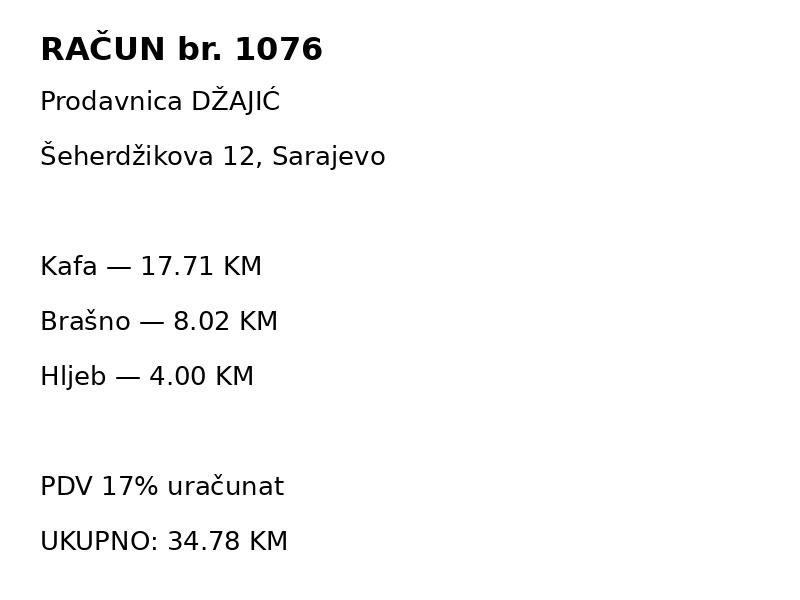 RAČUN br. 1076
Prodavnica DŽAJIĆ
Šeherdžikova 12, Sarajevo
Kafa — 17.71 KM
Brašno — 8.02 KM
Hljeb — 4.00 KM
PDV 17% uračunat
UKUPNO: 34.78 KM